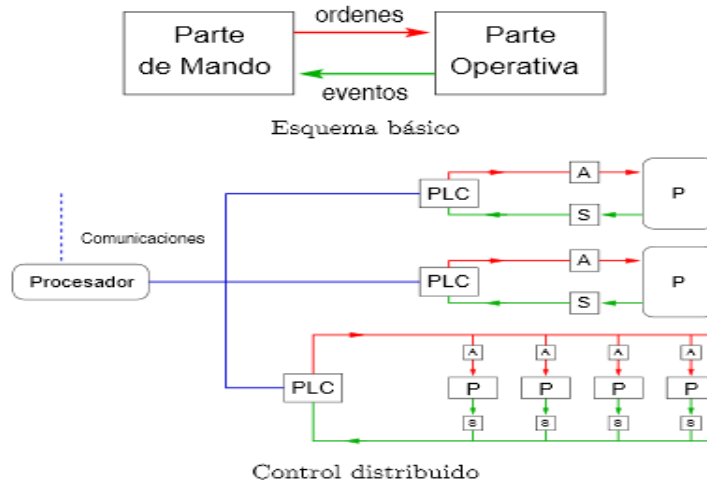 ordenes
Parte
de Mando
Parte
Operativa
eventos
Esquema básico
PLC
A
S
P
Comunicaciones
Procesador
PLC
A
S
P
PLC
A A A A
P P P P
S S S S
Control distribuido